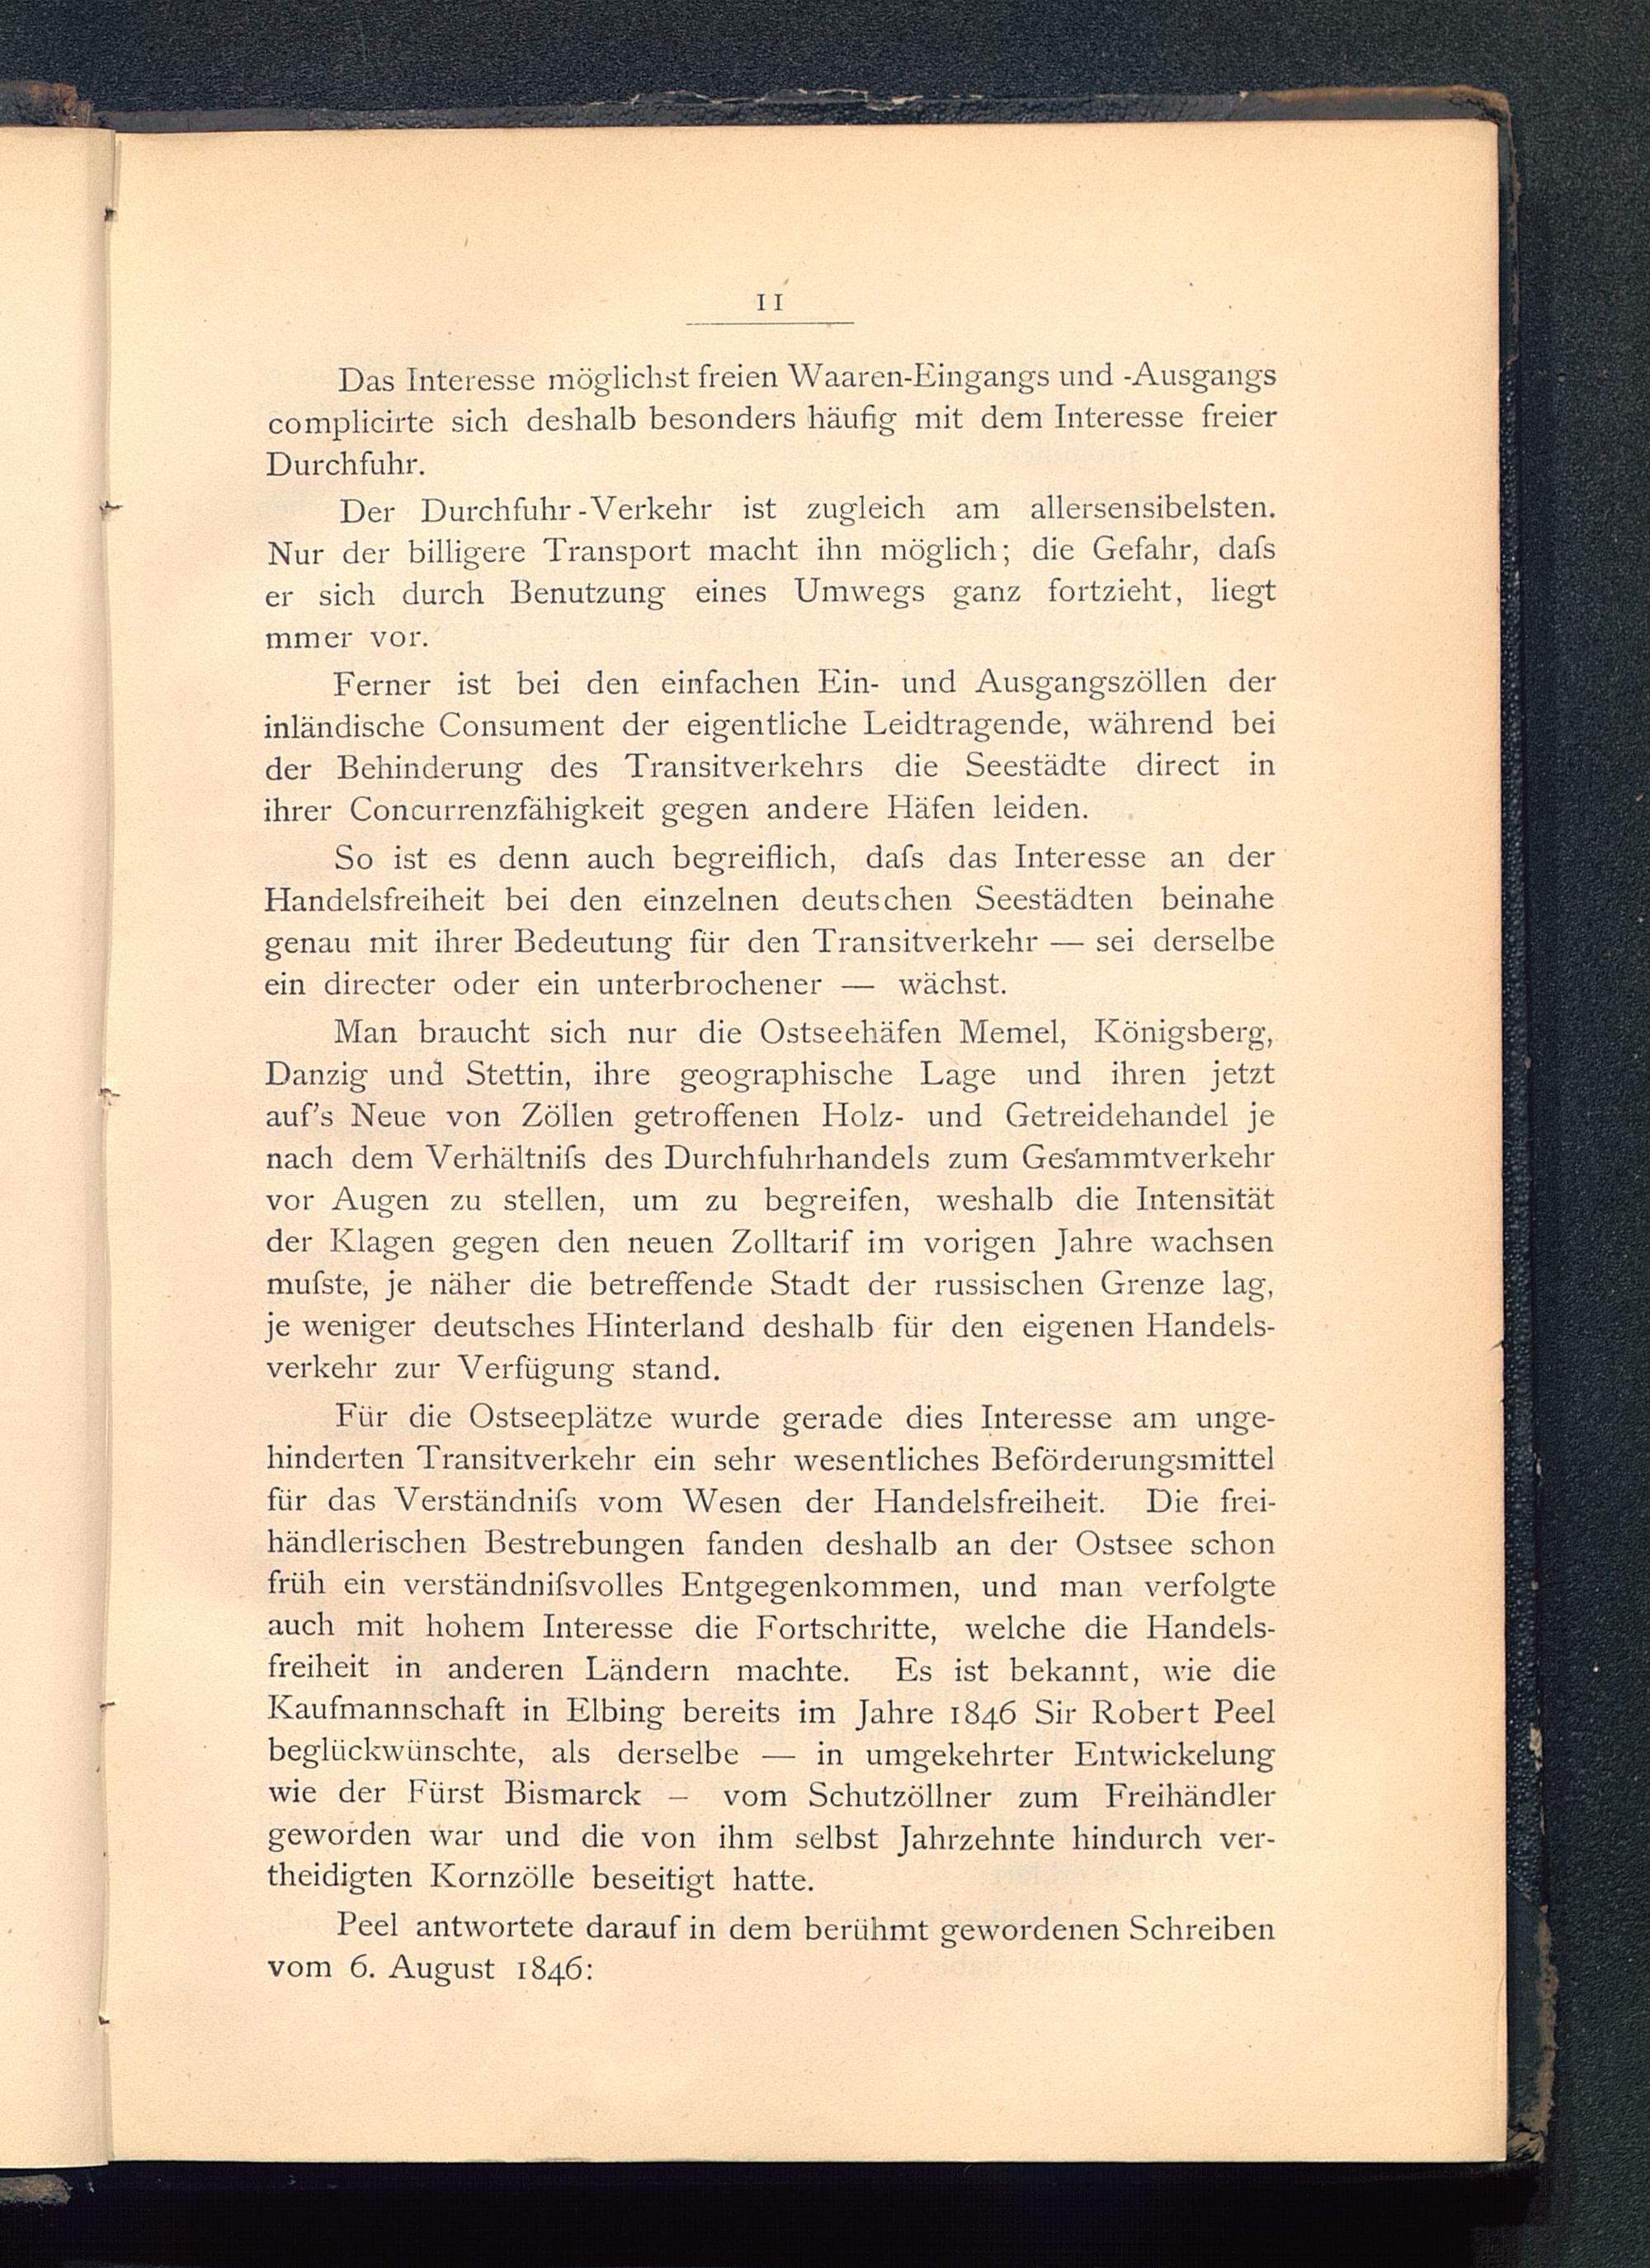 11
Das Interesse möglichst freien Waaren-Eingangs und -Ausgangs
complicirte sich deshalb besonders häufig mit dem Interesse freier
Durchfuhr.
Der Durchfuhr-Verkehr ist zugleich am allersensibelsten.
Nur der billigere Transport macht ihn möglich; die Gefahr, daſs
er sich durch Benutzung eines Umwegs ganz fortzieht, liegt
mmer vor.
Ferner ist bei den einfachen Ein- und Ausgangszöllen der
inländische Consument der eigentliche Leidtragende, während bei
der Behinderung des Transitverkehrs die Seestädte direct in
ihrer Concurrenzfähigkeit gegen andere Häfen leiden.
So ist es denn auch begreiflich, daſs das Interesse an der
Handelsfreiheit bei den einzelnen deutschen Seestädten beinahe
genau mit ihrer Bedeutung für den Transitverkehr — sei derselbe
ein directer oder ein unterbrochener — wächst.
Man braucht sich nur die Ostseehäfen Memel, Königsberg,
Danzig und Stettin, ihre geographische Lage und ihren jetzt
auf's Neue von Zöllen getroffenen Holz- und Getreidehandel je
nach dem Verhältniſs des Durchfuhrhandels zum Gesammtverkehr
vor Augen zu stellen, um zu begreifen, weshalb die Intensität
der Klagen gegen den neuen Zolltarif im vorigen Jahre wachsen
muſste, je näher die betreffende Stadt der russischen Grenze lag,
je weniger deutsches Hinterland deshalb für den eigenen Handels-
verkehr zur Verfügung stand.
Für die Ostseeplätze wurde gerade dies Interesse am unge-
hinderten Transitverkehr ein sehr wesentliches Beförderungsmittel
für das Verständniſs vom Wesen der Handelsfreiheit. Die frei-
händlerischen Bestrebungen fanden deshalb an der Ostsee schon
früh ein verständniſsvolles Entgegenkommen, und man verfolgte
auch mit hohem Interesse die Fortschritte, welche die Handels-
freiheit in anderen Ländern machte. Es ist bekannt, wie die
Kaufmannschaft in Elbing bereits im Jahre 1846 Sir Robert Peel
beglückwünschte, als derselbe — in umgekehrter Entwickelung
wie der Fürst Bismarck – vom Schutzöllner zum Freihändler
geworden war und die von ihm selbst Jahrzehnte hindurch ver-
theidigten Kornzölle beseitigt hatte.
Peel antwortete darauf in dem berühmt gewordenen Schreiben
vom 6. August 1846: